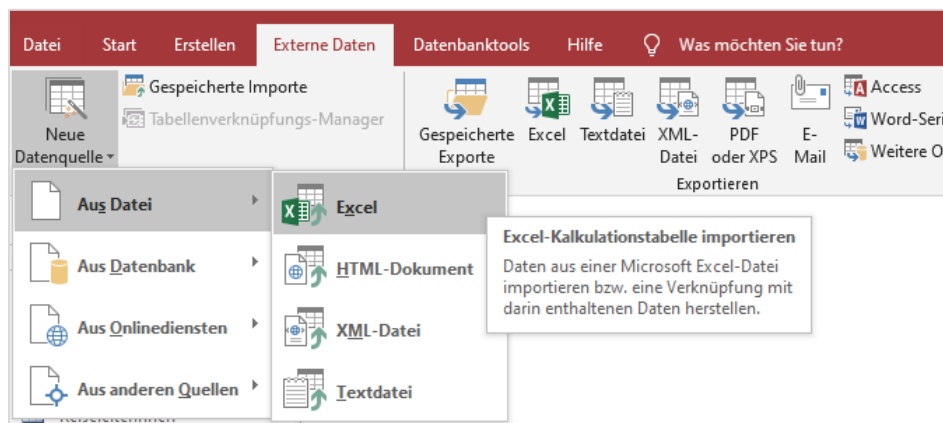 Datei Start Erstellen Externe Daten Datenbanktools Hilfe Was möchten Sie tun?
Neue Datenquelle
Gespeicherte Importe
Tabellenverknüpfungs-Manager
Gespeicherte Exporte
Excel
Textdatei
XML-Datei
PDF oder XPS
E-Mail
Access
Word-Seri
Weitere O
Exportieren
Aus Datei
Aus Datenbank
Aus Onlinediensten
Aus anderen Quellen
Excel
HTML-Dokument
XML-Datei
Textdatei
Excel-Kalkulationstabelle importieren
Daten aus einer Microsoft Excel-Datei
importieren bzw. eine Verknüpfung mit
darin enthaltenen Daten herstellen.